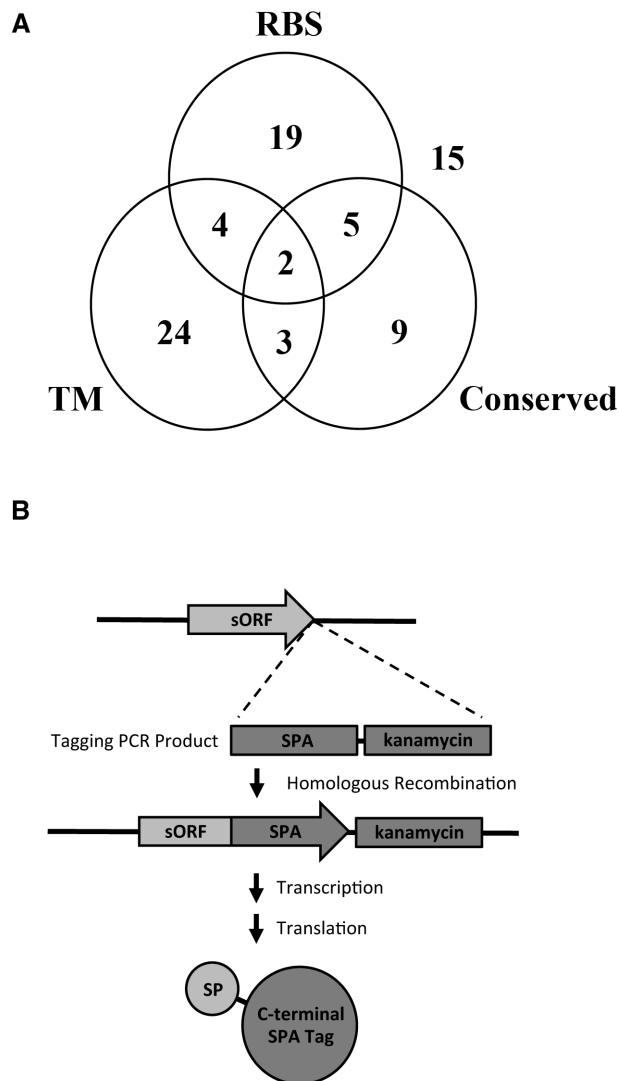 A
RBS
19
15
4
5
2
24
3
9
TM
Conserved
B
sORF
Tagging PCR Product
SPA
kanamycin
Homologous Recombination
sORF
SPA
kanamycin
Transcription
Translation
SP
C-terminal
SPA Tag